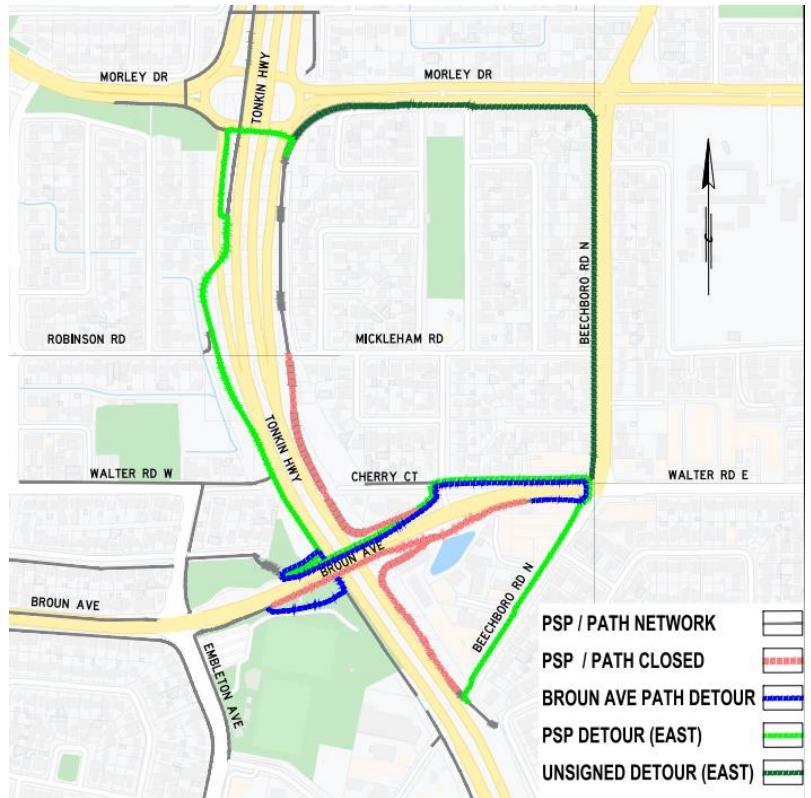 MORLEY DR
MORLEY DR
TONKIN HWY
BEECHBORO RD N
ROBINSON RD
MICKLEHAM RD
TONKIN HWY
WALTER RD W
CHERRY CT
WALTER RD E
BROUN AVE
BROUN AVE
BEECHBORO RD N
EMBLETON AVE
PSP / PATH NETWORK
PSP / PATH CLOSED
BROUN AVE PATH DETOUR
PSP DETOUR (EAST)
UNSIGNED DETOUR (EAST)